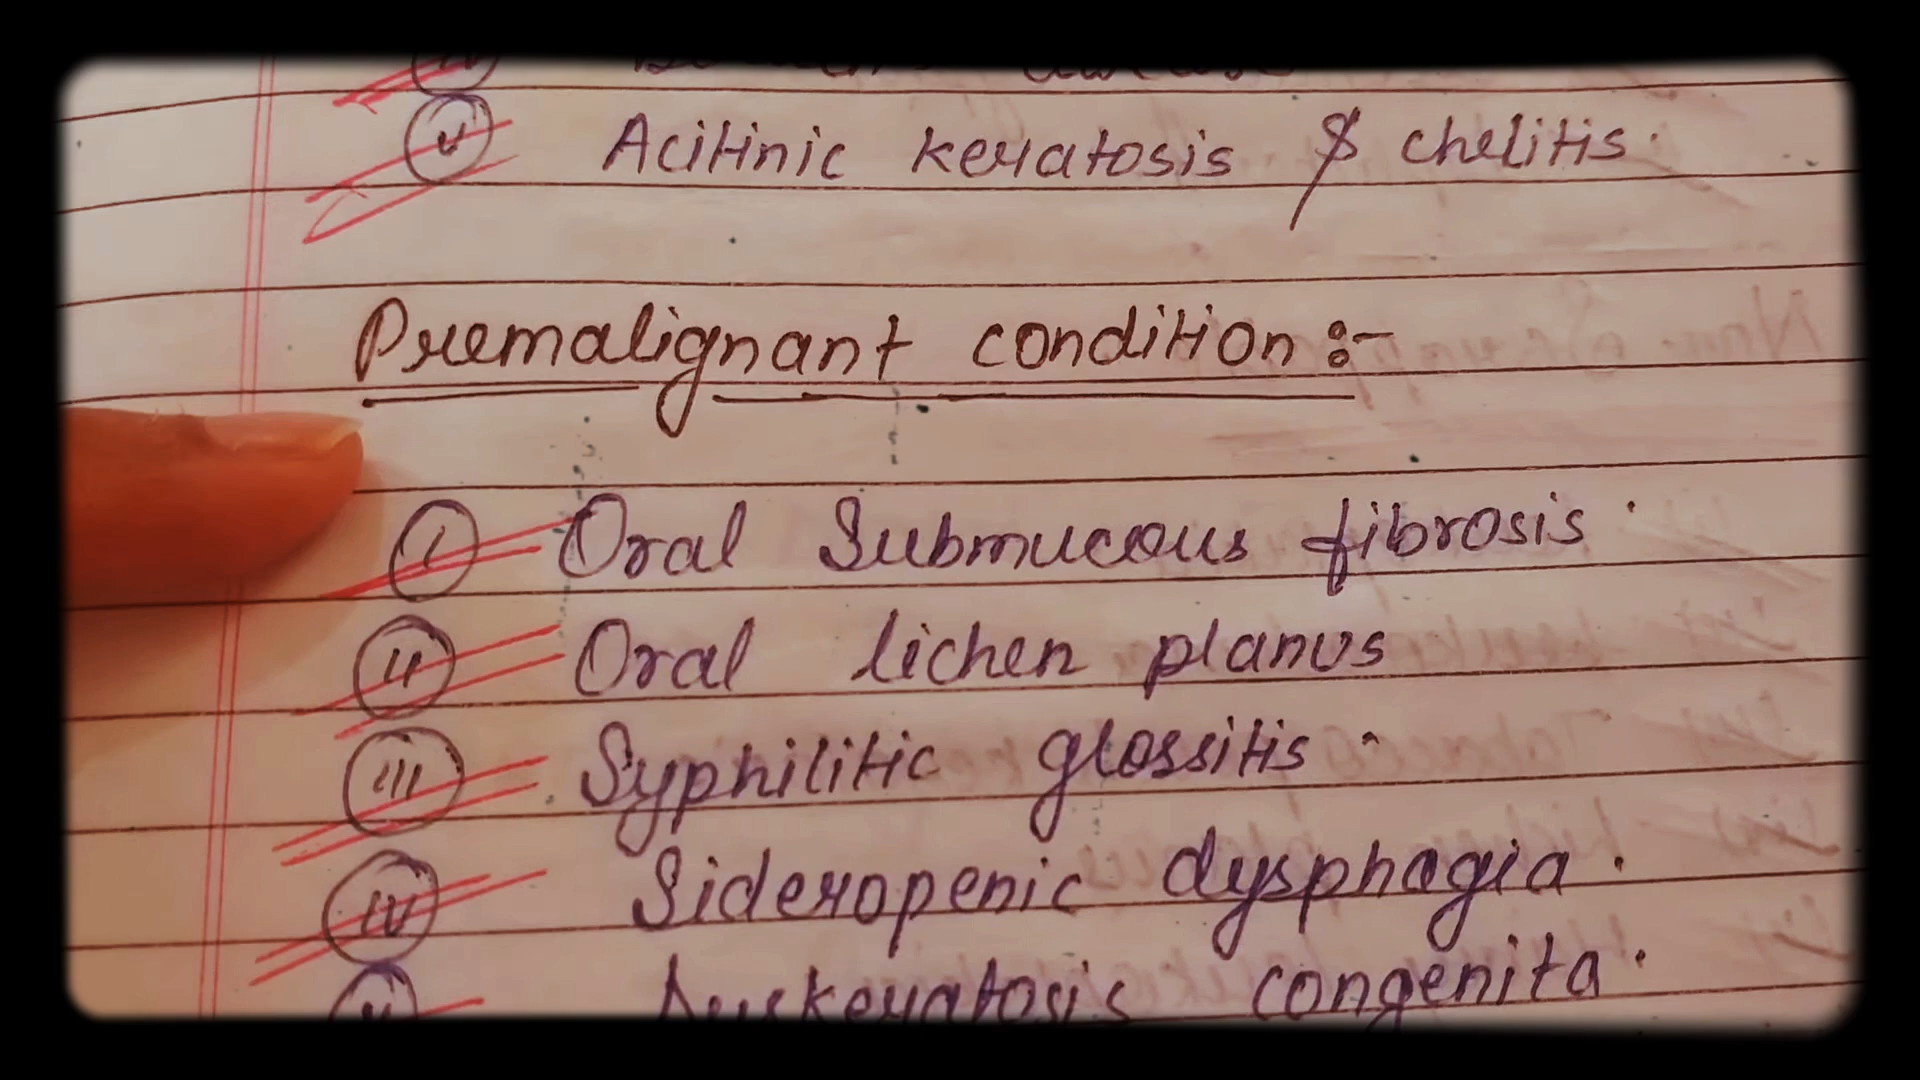 (v) Acitinic keratosis & chelitis.
Premalignant condition :-
(I) Oral Submucous fibrosis.
(II) Oral lichen planus
(III) Syphilitic glossitis.
(IV) Sideropenic dysphagia.
(V) Dyskeratosis congenita.